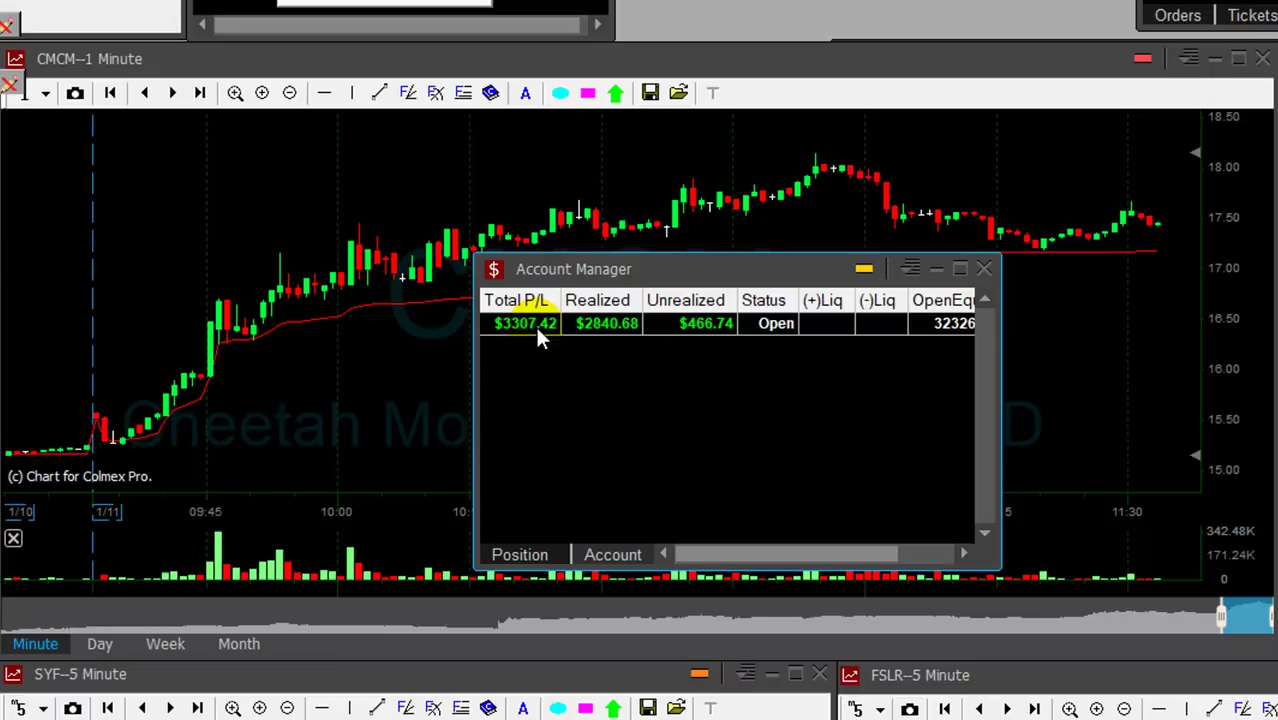 Orders Tickets
CMCM--1 Minute
18.50
18.00
17.50
17.00
16.50
16.00
15.50
15.00
Account Manager
Total P/L Realized Unrealized Status (+)Liq (-)Liq OpenEqu
$3307.42 $2840.68 $466.74 Open 32326
Position Account
(c) Chart for Colmex Pro.
1/10 1/11 09:45 10:00 11:30
342.48K
171.24K
0
Minute Day Week Month
SYF--5 Minute
FSLR--5 Minute